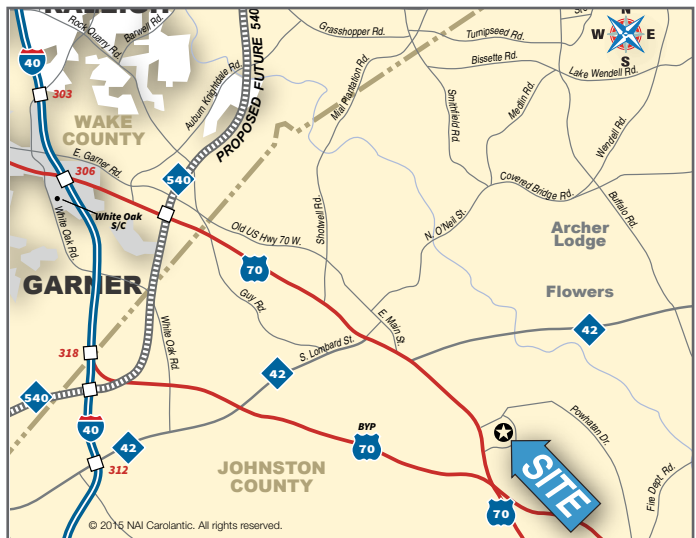 RALEIGH
Rock Quarry Rd.
Barwell Rd.
PROPOSED FUTURE 540
Grasshopper Rd.
Turnipseed Rd.
N
W E
S
40
303
Auburn Knightdale Rd.
Mial Plantation Rd.
Bissette Rd.
Lake Wendell Rd.
WAKE
COUNTY
Smithfield Rd.
Medlin Rd.
Wendell Rd.
E. Garner Rd.
306
540
Covered Bridge Rd.
Buffalo Rd.
White Oak
S/C
White Oak Rd.
Old US Hwy 70 W.
Shotwell Rd.
N. O'Neil St.
Archer
Lodge
70
GARNER
Guy Rd.
Flowers
E. Main St.
42
318
White Oak Rd.
S. Lombard St.
42
540
40
42
BYP
70
Powhatan Dr.
SITE
312
JOHNSTON
COUNTY
Fire Dept. Rd.
70
© 2015 NAI Carolantic. All rights reserved.